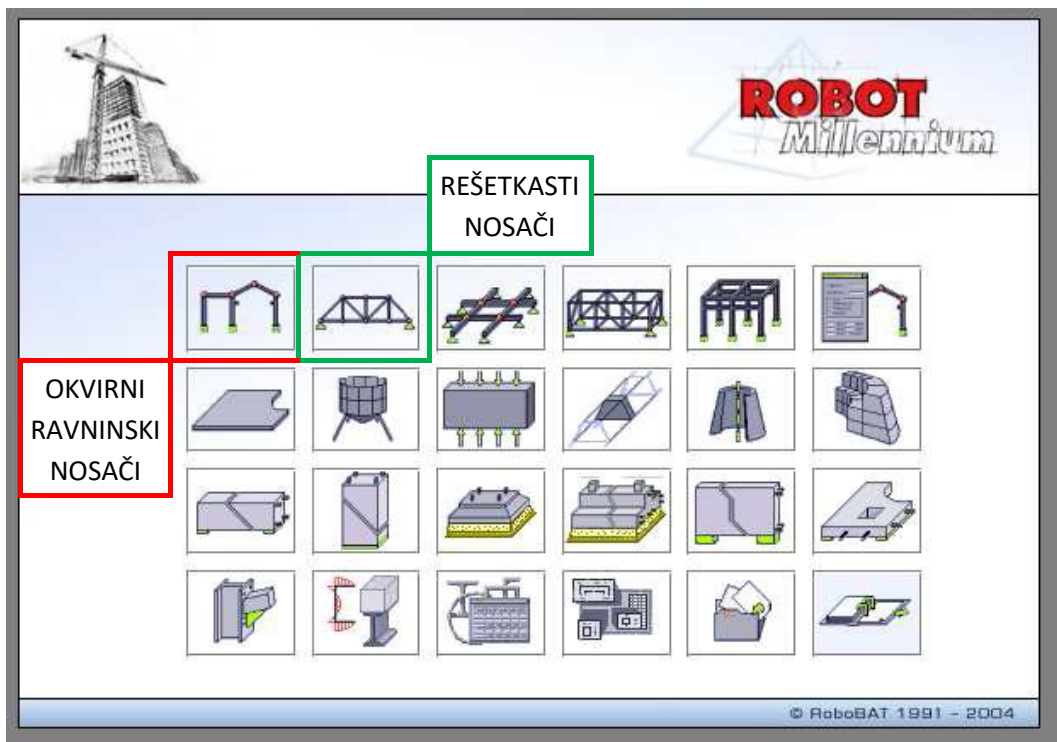 ROBOT
Millennium
REŠETKASTI
NOSAČI
OKVIRNI
RAVNINSKI
NOSAČI
© RoboBAT 1991 - 2004